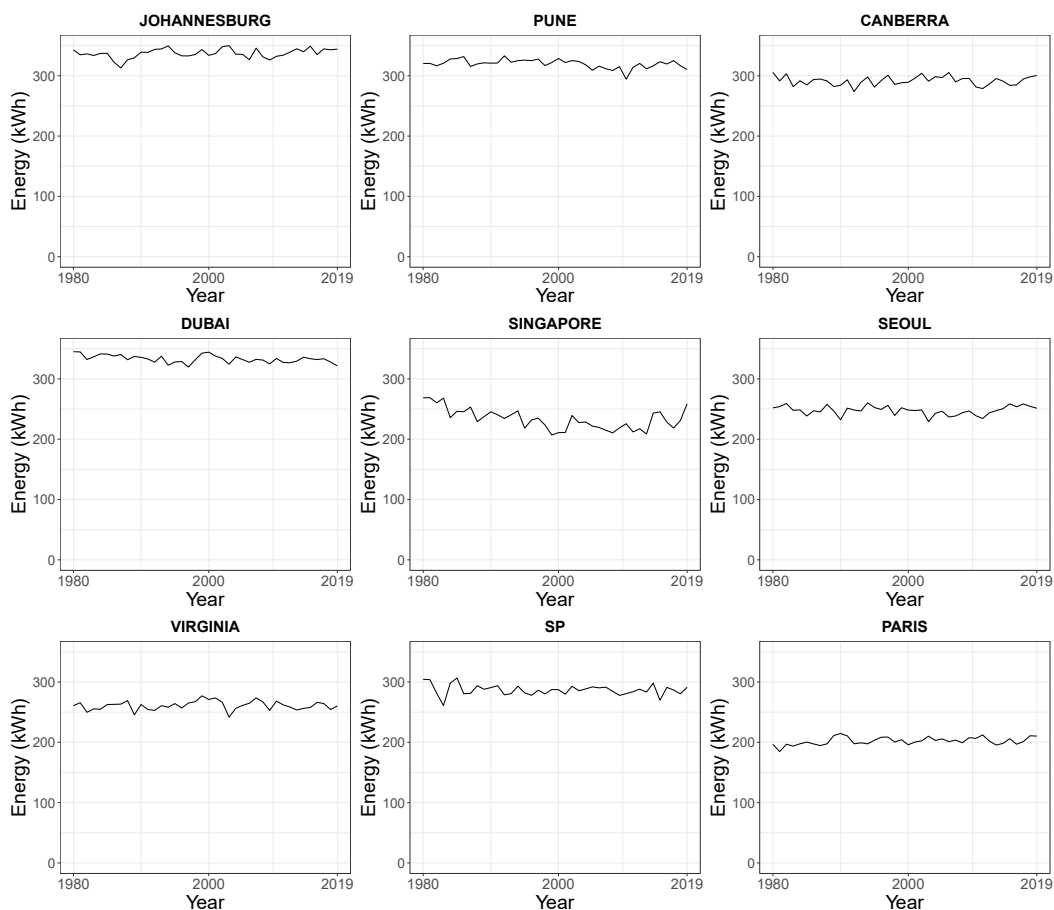 JOHANNESBURG
300
200
100
0
Energy (kWh)
1980
2000
2019
Year
PUNE
300
200
100
0
Energy (kWh)
1980
2000
2019
Year
CANBERRA
300
200
100
0
Energy (kWh)
1980
2000
2019
Year
DUBAI
300
200
100
0
Energy (kWh)
1980
2000
2019
Year
SINGAPORE
300
200
100
0
Energy (kWh)
1980
2000
2019
Year
SEOUL
300
200
100
0
Energy (kWh)
1980
2000
2019
Year
VIRGINIA
300
200
100
0
Energy (kWh)
1980
2000
2019
Year
SP
300
200
100
0
Energy (kWh)
1980
2000
2019
Year
PARIS
300
200
100
0
Energy (kWh)
1980
2000
2019
Year